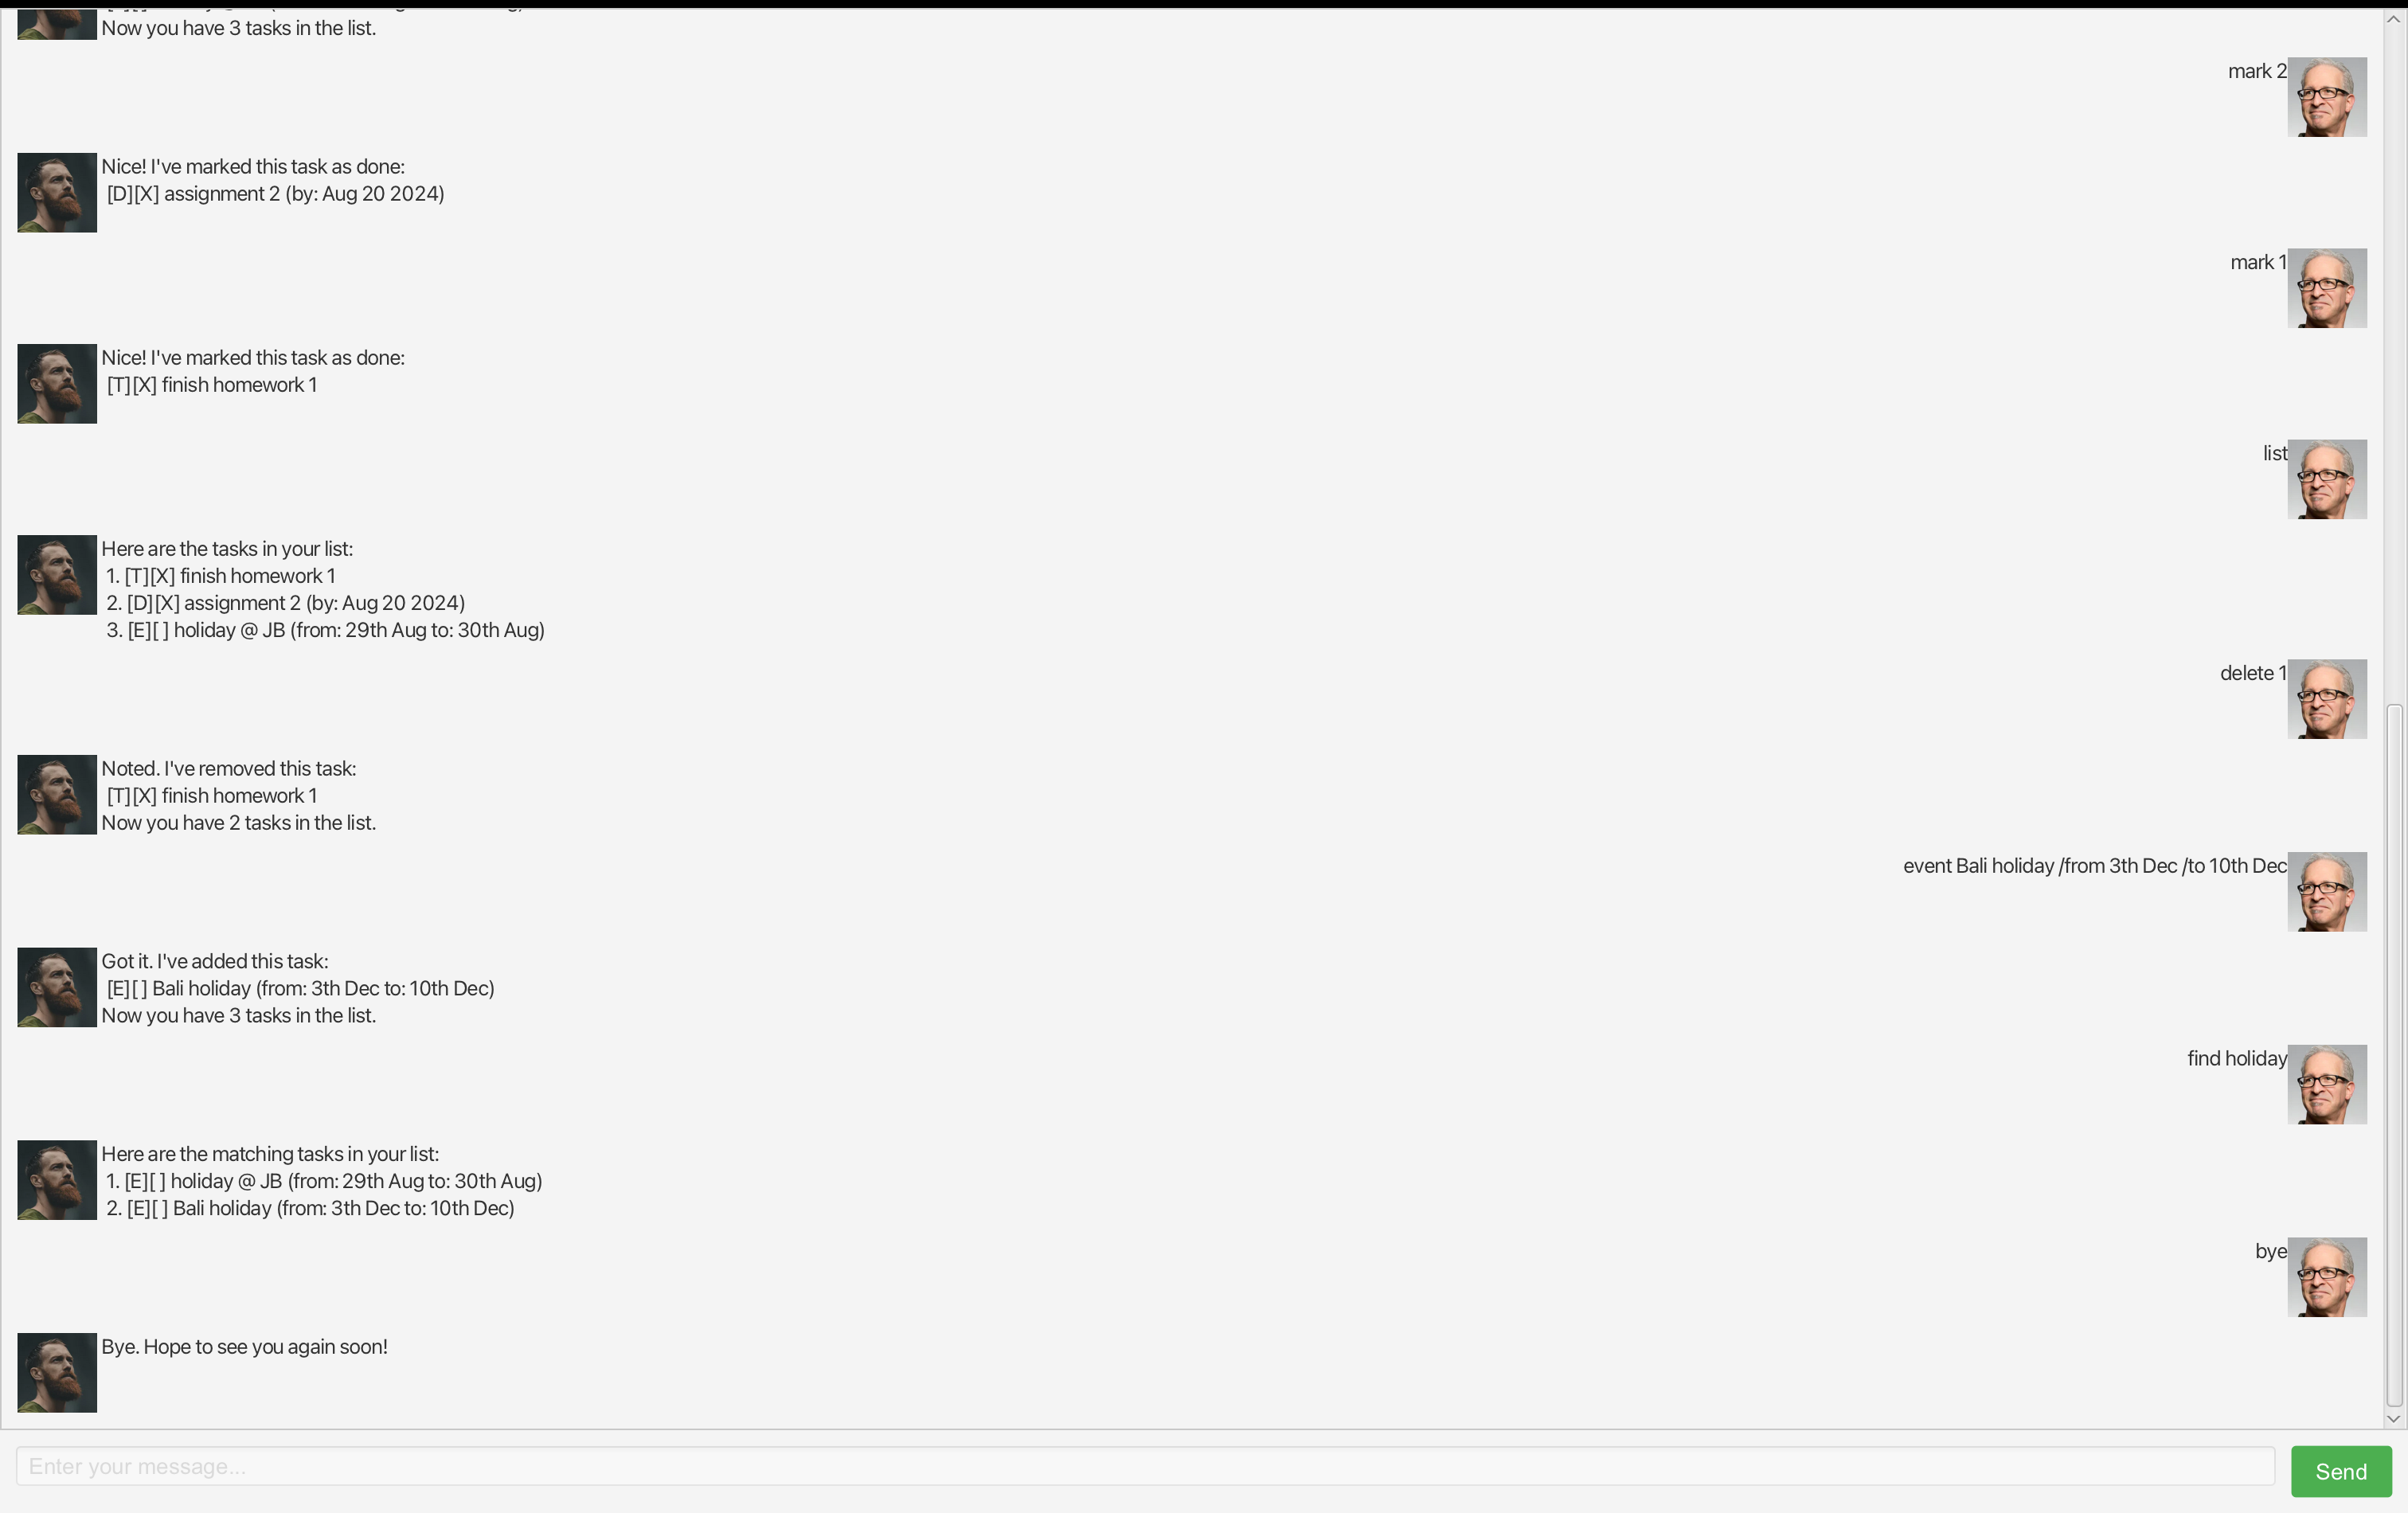 Now you have 3 tasks in the list.
mark 2
Nice! I've marked this task as done:
[D][X] assignment 2 (by: Aug 20 2024)
mark 1
Nice! I've marked this task as done:
[T][X] finish homework 1
list
Here are the tasks in your list:
1. [T][X] finish homework 1
2. [D][X] assignment 2 (by: Aug 20 2024)
3. [E][ ] holiday @ JB (from: 29th Aug to: 30th Aug)
delete 1
Noted. I've removed this task:
[T][X] finish homework 1
Now you have 2 tasks in the list.
event Bali holiday /from 3th Dec /to 10th Dec
Got it. I've added this task:
[E][ ] Bali holiday (from: 3th Dec to: 10th Dec)
Now you have 3 tasks in the list.
find holiday
Here are the matching tasks in your list:
1. [E][ ] holiday @ JB (from: 29th Aug to: 30th Aug)
2. [E][ ] Bali holiday (from: 3th Dec to: 10th Dec)
bye
Bye. Hope to see you again soon!
Enter your message...
Send